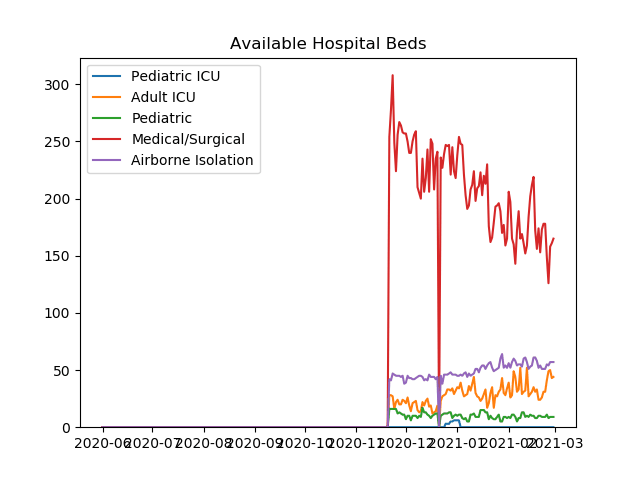 Available Hospital Beds
Pediatric ICU
Adult ICU
Pediatric
Medical/Surgical
Airborne Isolation
300
250
200
150
100
50
0
2020-06 2020-07 2020-08 2020-09 2020-10 2020-11 2020-12 2021-01 2021-02 2021-03